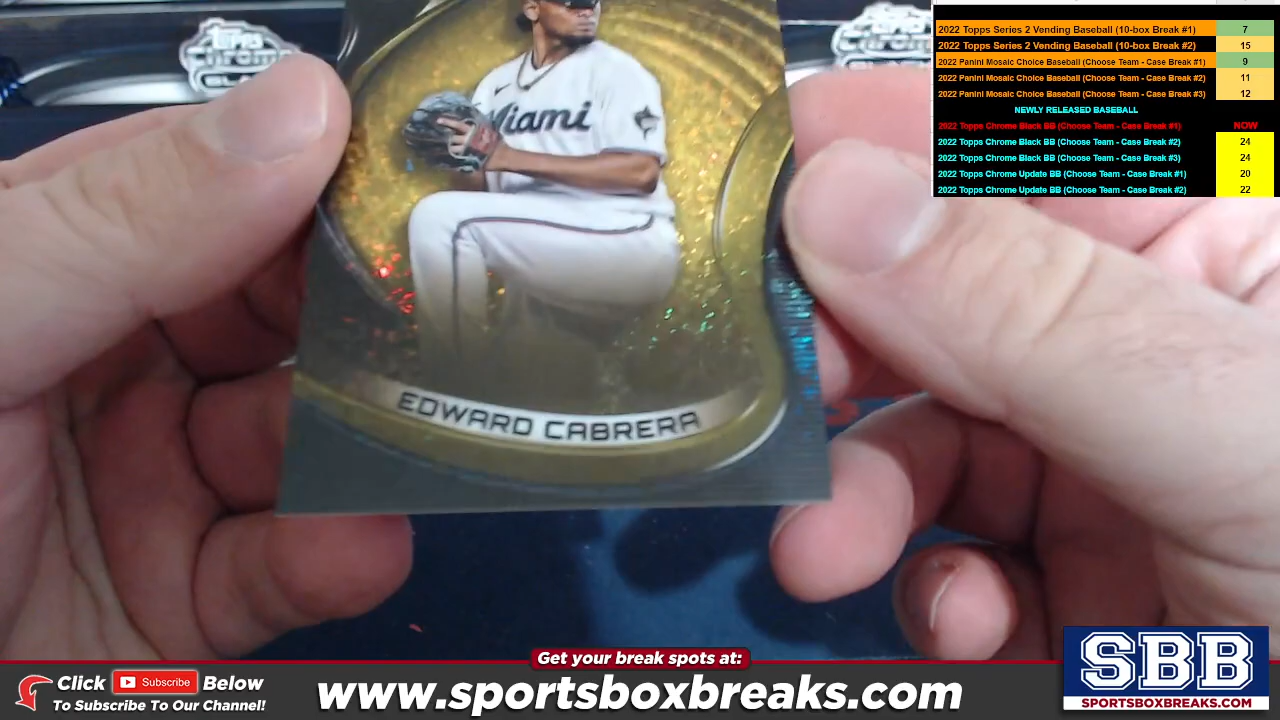 2022 Topps Series 2 Vending Baseball (10-box Break #1) 7
2022 Topps Series 2 Vending Baseball (10-box Break #2) 15
2022 Panini Mosaic Choice Baseball (Choose Team - Case Break #1) 9
2022 Panini Mosaic Choice Baseball (Choose Team - Case Break #2) 11
2022 Panini Mosaic Choice Baseball (Choose Team - Case Break #3) 12
NEWLY RELEASED BASEBALL
2022 Topps Chrome Black BB (Choose Team - Case Break #1) NOW
2022 Topps Chrome Black BB (Choose Team - Case Break #2) 24
2022 Topps Chrome Black BB (Choose Team - Case Break #3) 24
2022 Topps Chrome Update BB (Choose Team - Case Break #1) 20
2022 Topps Chrome Update BB (Choose Team - Case Break #2) 22
Topps
Chrome
Miami
EDWARD CABRERA
Get your break spots at:
Click Subscribe Below
To Subscribe To Our Channel!
www.sportsboxbreaks.com
SBB
SPORTSBOXBREAKS.COM